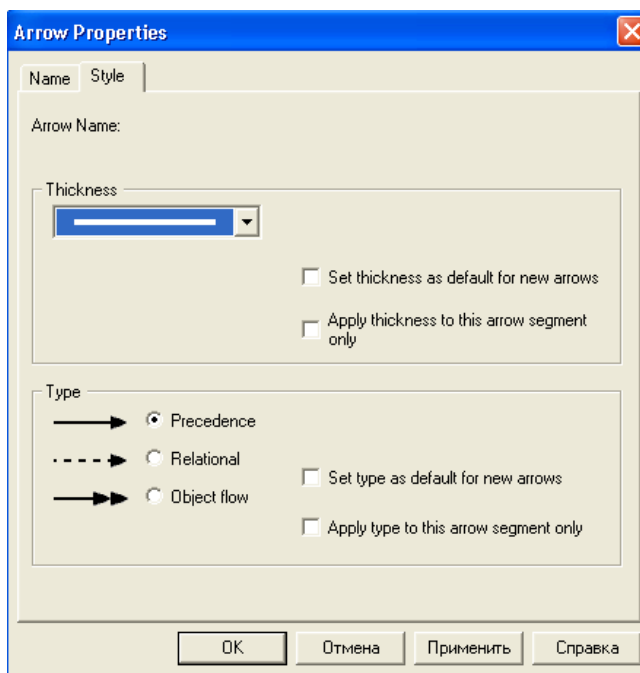 Arrow Properties
Name Style
Arrow Name:
Thickness
Set thickness as default for new arrows
Apply thickness to this arrow segment
only
Type
Precedence
Relational
Object flow
Set type as default for new arrows
Apply type to this arrow segment only
OK Отмена Применить Справка